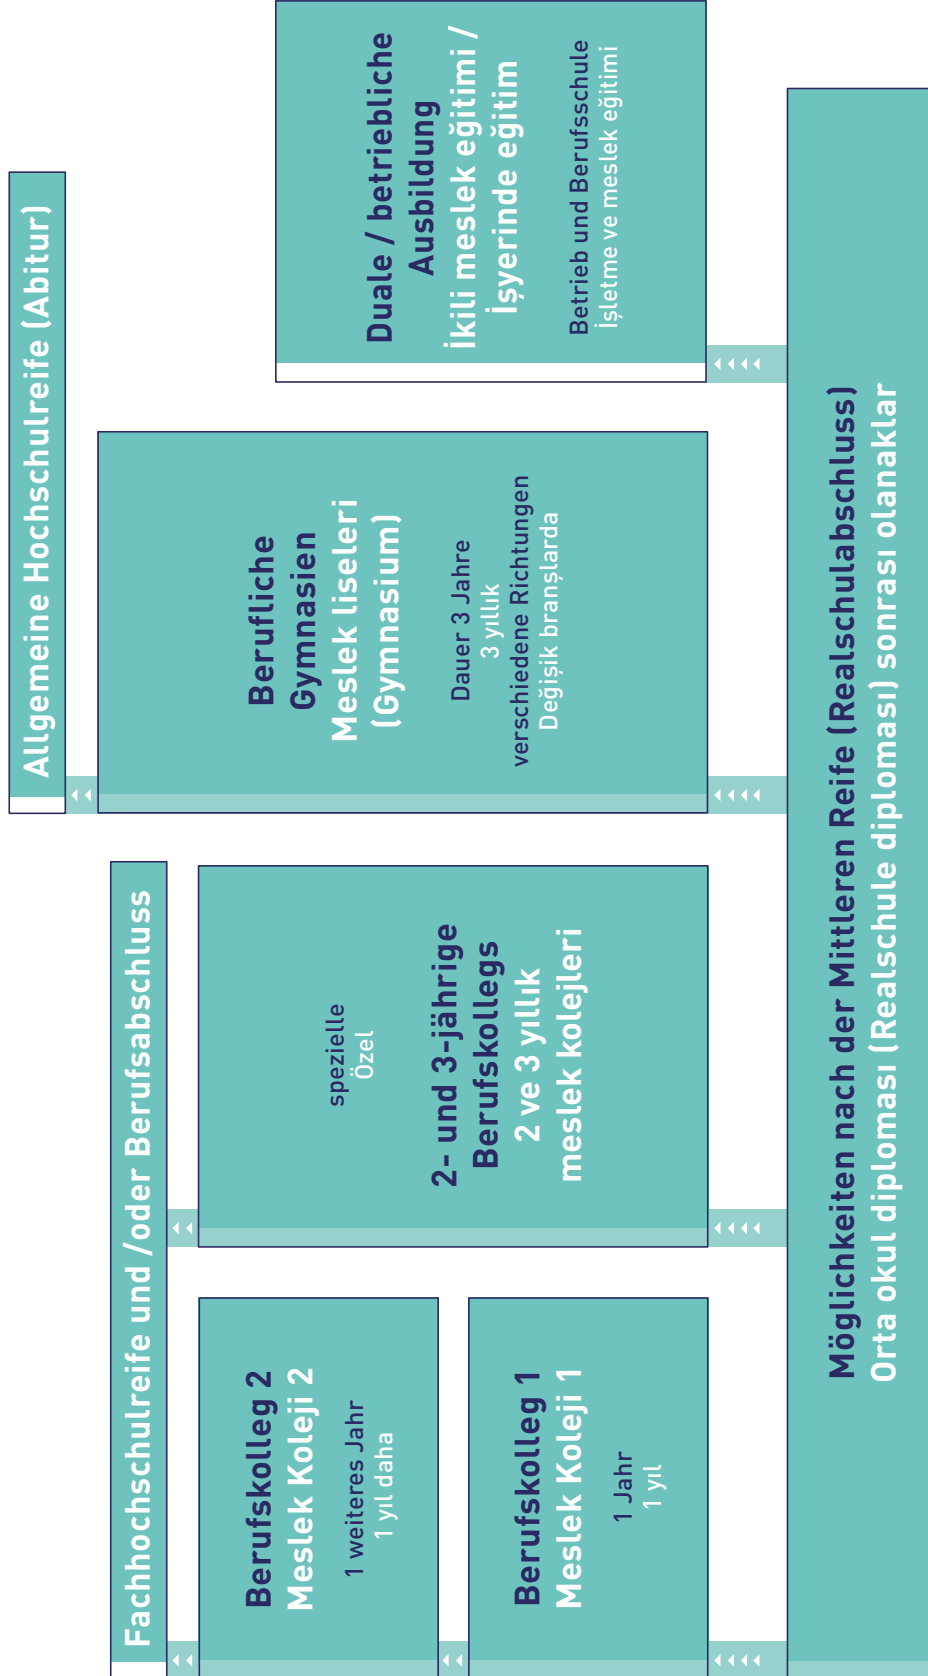 Allgemeine Hochschulreife (Abitur)
Fachhochschulreife und /oder Berufsabschluss
Berufskolleg 2
Meslek Koleji 2
1 weiteres Jahr
1 yıl daha
Berufskolleg 1
Meslek Koleji 1
1 Jahr
1 yıl
spezielle
Özel
2- und 3-jährige
Berufskollegs
2 ve 3 yıllık
meslek kolejleri
Berufliche
Gymnasien
Meslek liseleri
(Gymnasium)
Dauer 3 Jahre
3 yıllık
verschiedene Richtungen
Değişik branşlarda
Duale / betriebliche
Ausbildung
İkili meslek eğitimi /
İşyerinde eğitim
Betrieb und Berufsschule
İşletme ve meslek eğitimi
Möglichkeiten nach der Mittleren Reife (Realschulabschluss)
Orta okul diploması (Realschule diploması) sonrası olanaklar